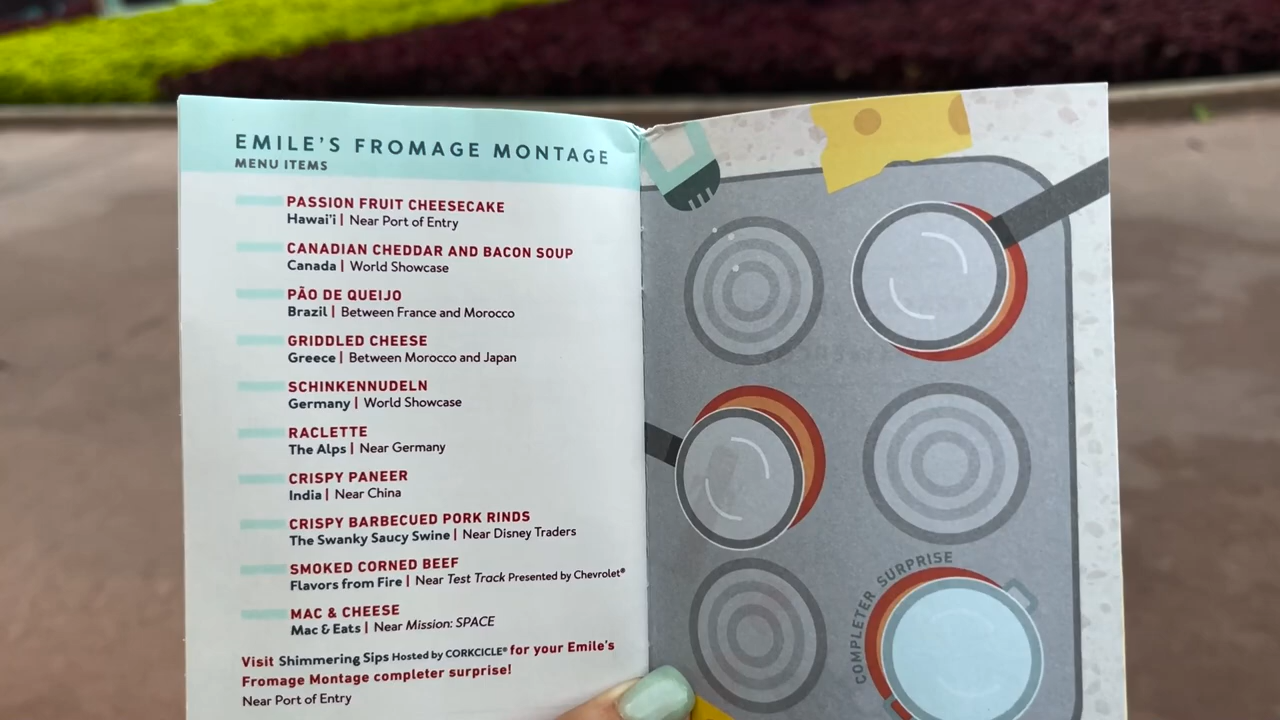 EMILE'S FROMAGE MONTAGE
MENU ITEMS
PASSION FRUIT CHEESECAKE
Hawai'i | Near Port of Entry
CANADIAN CHEDDAR AND BACON SOUP
Canada | World Showcase
PÃO DE QUEIJO
Brazil | Between France and Morocco
GRIDDLED CHEESE
Greece | Between Morocco and Japan
SCHINKENNUDELN
Germany | World Showcase
RACLETTE
The Alps | Near Germany
CRISPY PANEER
India | Near China
CRISPY BARBECUED PORK RINDS
The Swanky Saucy Swine | Near Disney Traders
SMOKED CORNED BEEF
Flavors from Fire | Near Test Track Presented by Chevrolet®
MAC & CHEESE
Mac & Eats | Near Mission: SPACE
Visit Shimmering Sips Hosted by CORKCICLE® for your Emile's
Fromage Montage completer surprise!
Near Port of Entry
COMPLETER SURPRISE